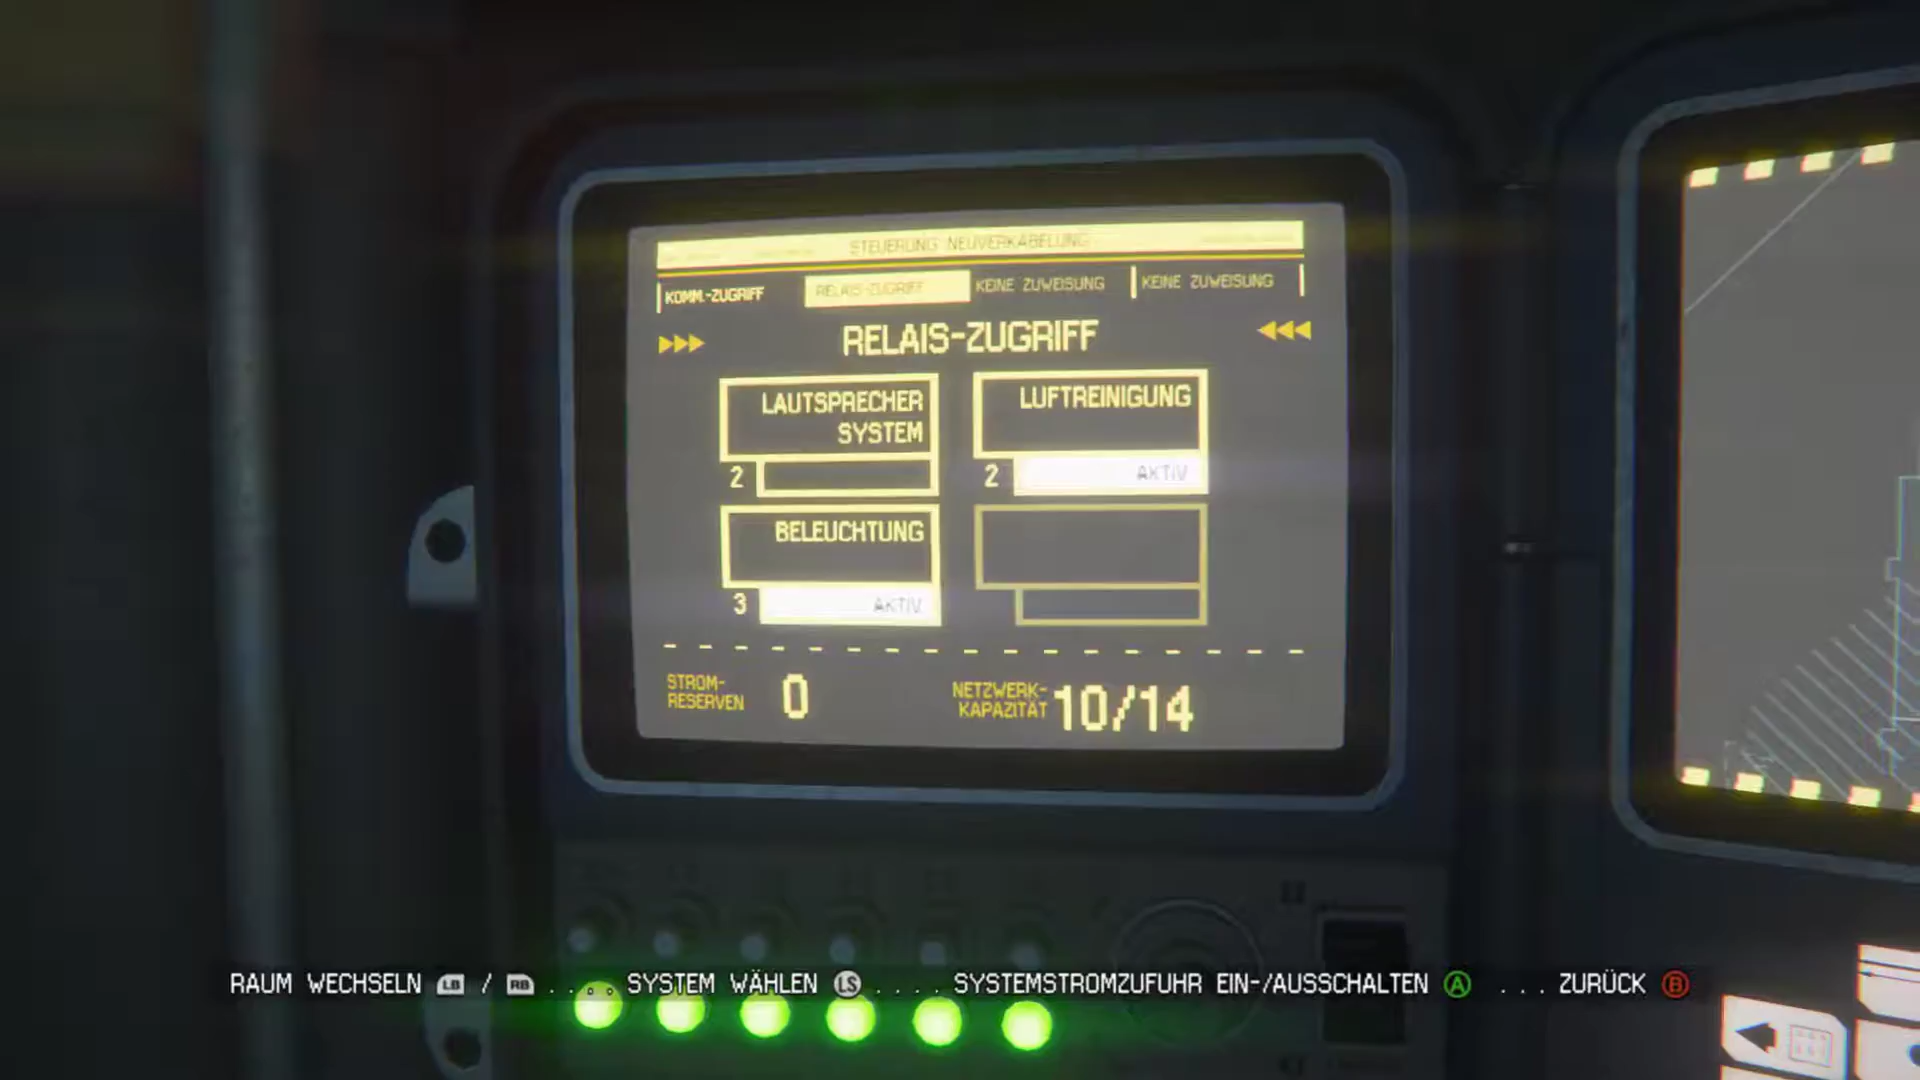 STEUERUNG NEUVERKABELUNG
KOMM.-ZUGRIFF RELAIS-ZUGRIFF KEINE ZUWEISUNG KEINE ZUWEISUNG
RELAIS-ZUGRIFF
LAUTSPRECHER
SYSTEM
2
LUFTREINIGUNG
2 AKTIV
BELEUCHTUNG
3 AKTIV
STROM-
RESERVEN 0
NETZWERK-
KAPAZITÄT 10/14
RAUM WECHSELN LB / RB .... SYSTEM WÄHLEN LS .... SYSTEMSTROMZUFUHR EIN-/AUSSCHALTEN A ... ZURÜCK B